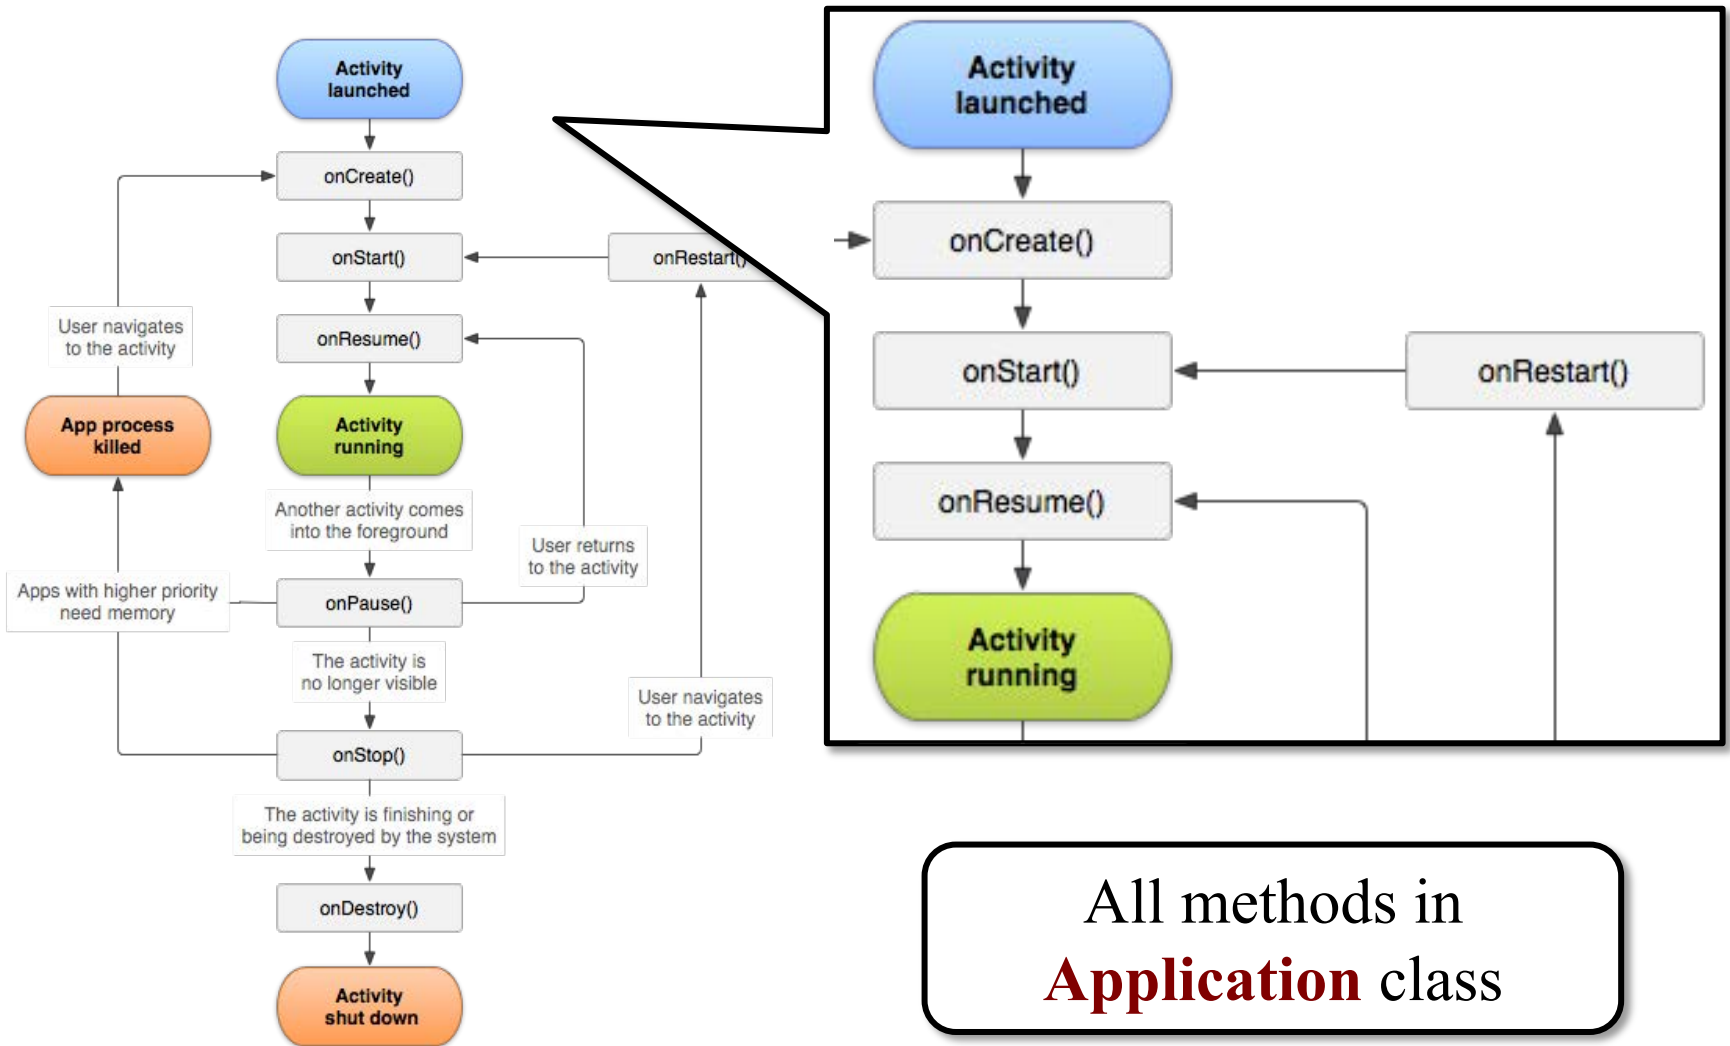 Activity
launched
onCreate()
onStart()
onRestart()
onResume()
User navigates
to the activity
App process
killed
Activity
running
Another activity comes
into the foreground
User returns
to the activity
Apps with higher priority
need memory
onPause()
The activity is
no longer visible
User navigates
to the activity
onStop()
The activity is finishing or
being destroyed by the system
onDestroy()
Activity
shut down
Activity
launched
onCreate()
onStart()
onRestart()
onResume()
Activity
running
All methods in
Application class